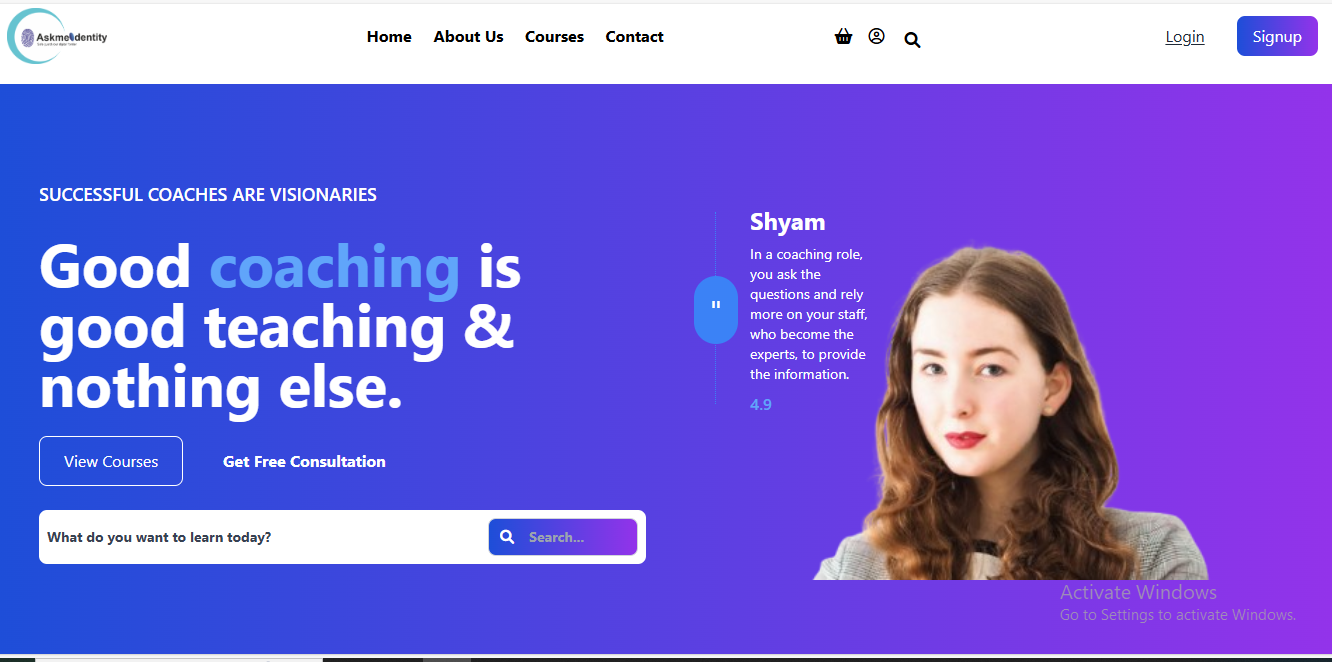 Askme Identity
Home About Us Courses Contact
Login
Signup
SUCCESSFUL COACHES ARE VISIONARIES
Good coaching is
good teaching &
nothing else.
View Courses
Get Free Consultation
What do you want to learn today?
Search...
"
Shyam
In a coaching role,
you ask the
questions and rely
more on your staff,
who become the
experts, to provide
the information.
4.9
Activate Windows
Go to Settings to activate Windows.